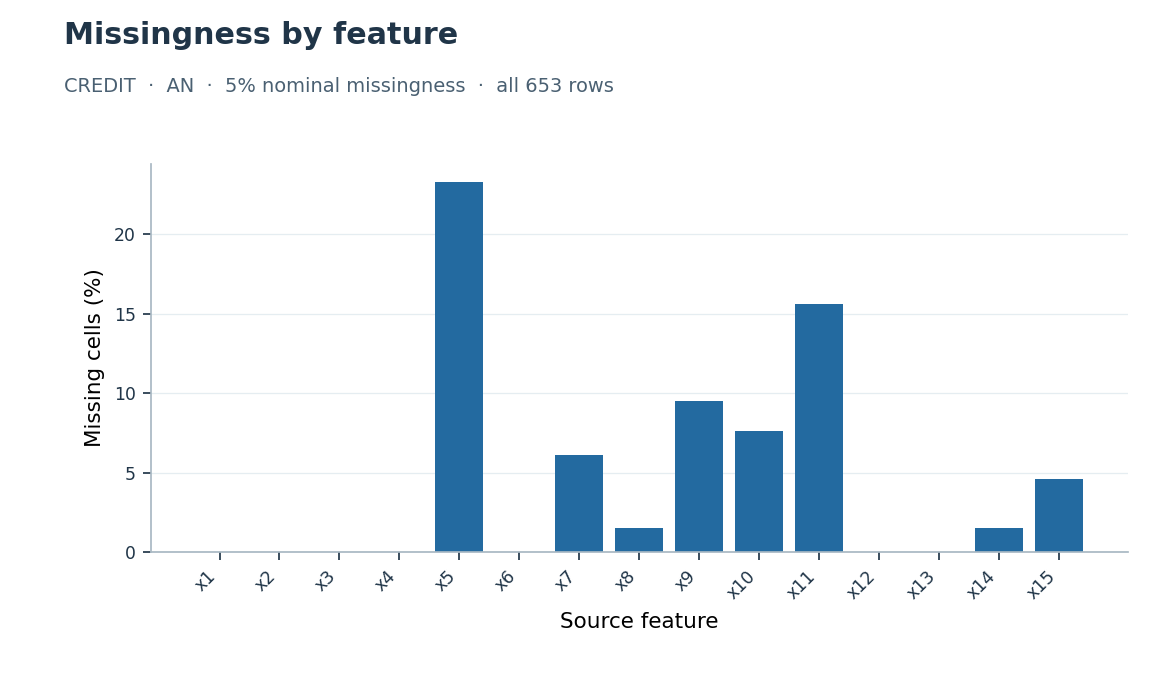 Missingness by feature
CREDIT · AN · 5% nominal missingness · all 653 rows
Missing cells (%)
20
15
10
5
0
x1 x2 x3 x4 x5 x6 x7 x8 x9 x10 x11 x12 x13 x14 x15
Source feature